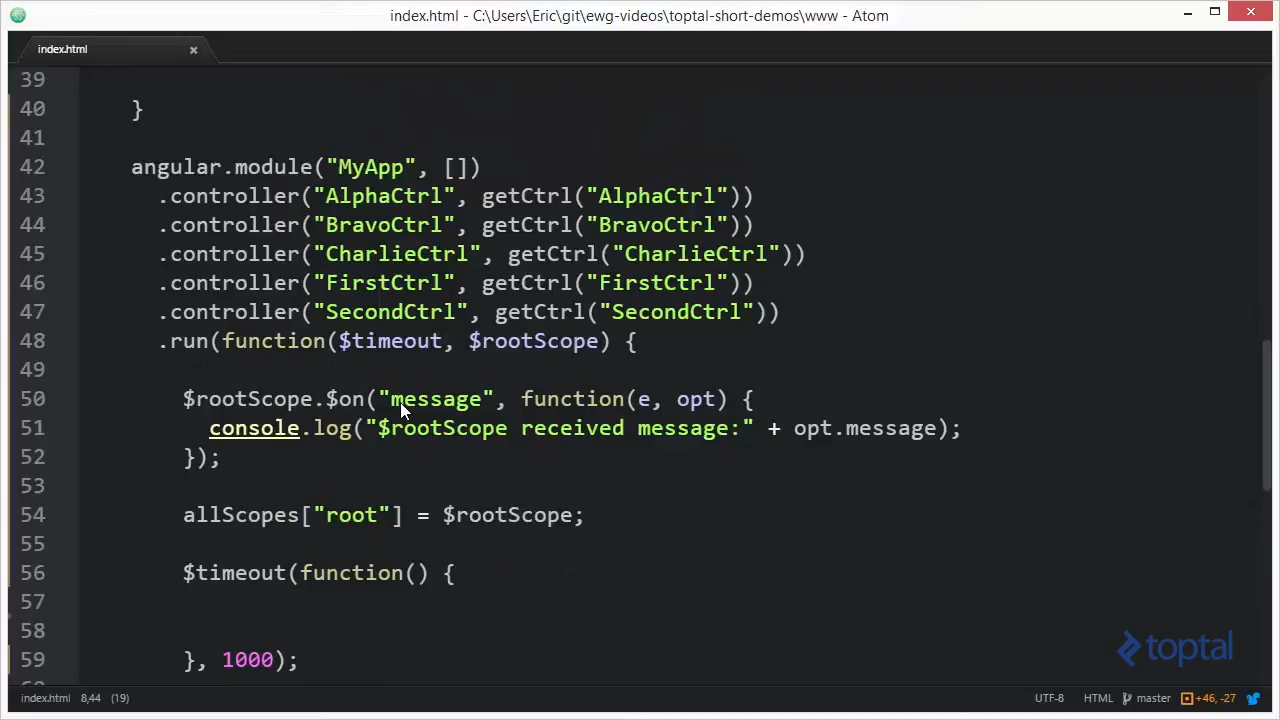 index.html - C:\Users\Eric\git\ewg-videos\toptal-short-demos\www - Atom
index.html
39
40 }
41
42 angular.module("MyApp", [])
43 .controller("AlphaCtrl", getCtrl("AlphaCtrl"))
44 .controller("BravoCtrl", getCtrl("BravoCtrl"))
45 .controller("CharlieCtrl", getCtrl("CharlieCtrl"))
46 .controller("FirstCtrl", getCtrl("FirstCtrl"))
47 .controller("SecondCtrl", getCtrl("SecondCtrl"))
48 .run(function($timeout, $rootScope) {
49
50 $rootScope.$on("message", function(e, opt) {
51 console.log("$rootScope received message:" + opt.message);
52 });
53
54 allScopes["root"] = $rootScope;
55
56 $timeout(function() {
57
58
59 }, 1000);
toptal
index.html 8,44 (19) UTF-8 HTML master +46, -27